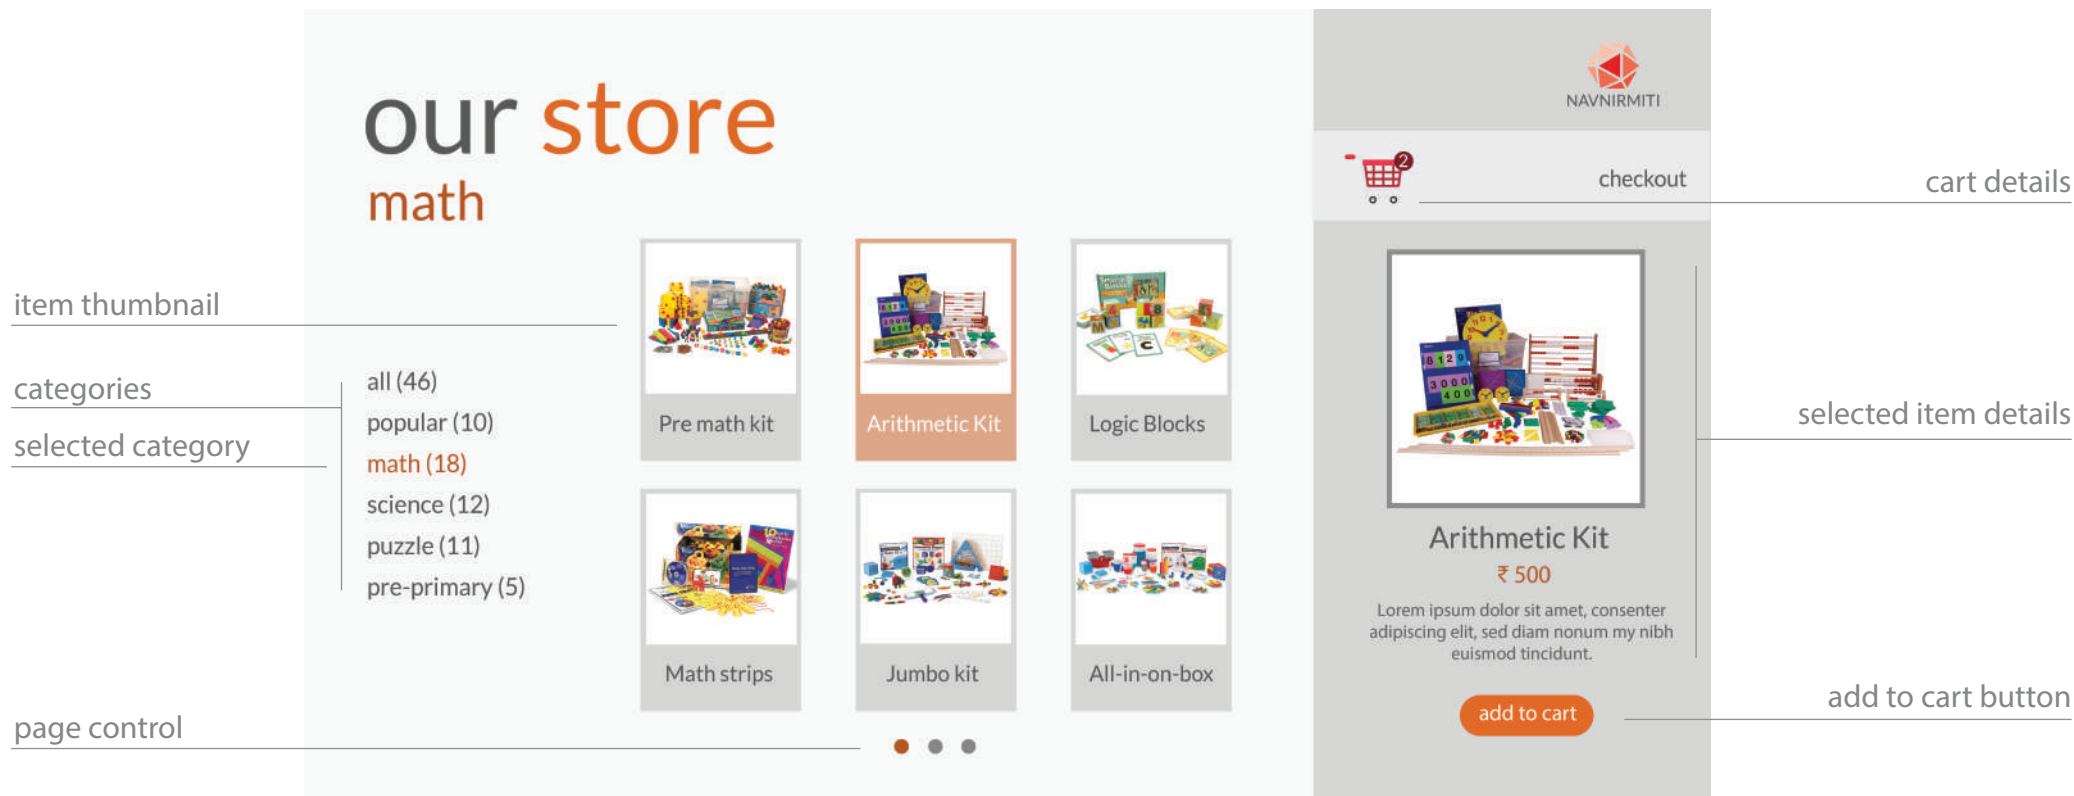 our store
math
item thumbnail
categories
selected category
page control
all (46)
popular (10)
math (18)
science (12)
puzzle (11)
pre-primary (5)
Pre math kit
Arithmetic Kit
Logic Blocks
Math strips
Jumbo kit
All-in-on-box
NAVNIRMITI
2
checkout
Arithmetic Kit
₹ 500
Lorem ipsum dolor sit amet, consenter
adipiscing elit, sed diam nonum my nibh
euismod tincidunt.
add to cart
cart details
selected item details
add to cart button